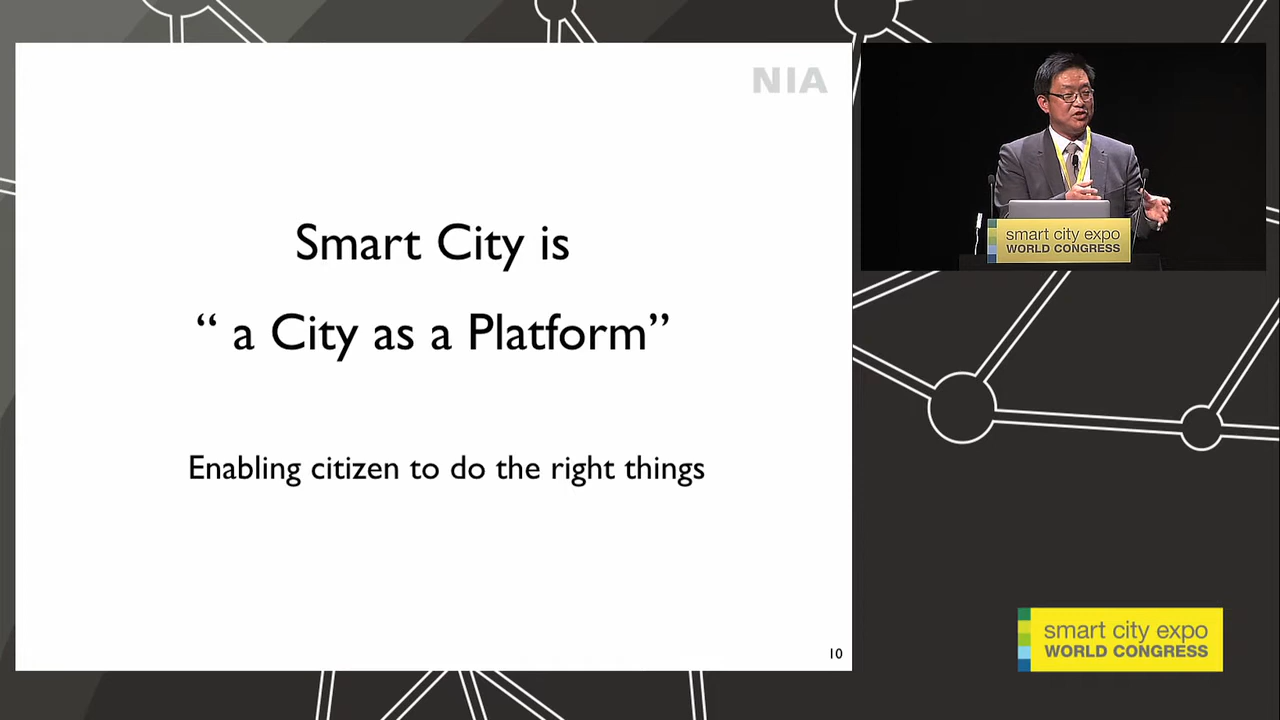 NIA
Smart City is
“ a City as a Platform”
Enabling citizen to do the right things
10
smart city expo
WORLD CONGRESS
smart city expo
WORLD CONGRESS